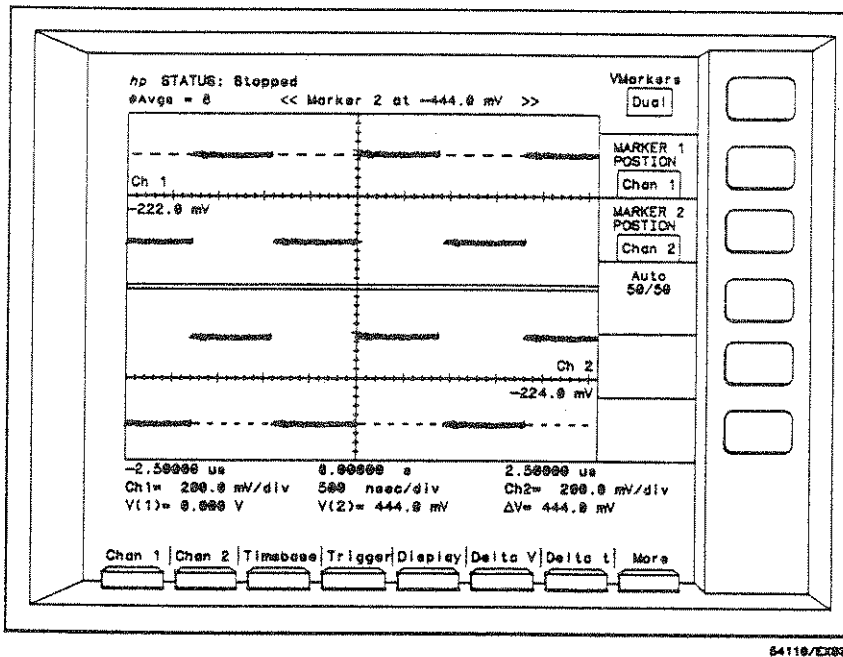 hp STATUS: Stopped
#Avgs = 8 << Marker 2 at -444.0 mV >>
VMarkers
Dual
MARKER 1
POSTION
Chan 1
MARKER 2
POSTION
Chan 2
Auto
50/50
Ch 1
-222.0 mV
Ch 2
-224.0 mV
-2.50000 us 0.00000 s 2.50000 us
Ch1= 200.0 mV/div 500 nsec/div Ch2= 200.0 mV/div
V(1)= 0.000 V V(2)= 444.0 mV ΔV= 444.0 mV
Chan 1 Chan 2 Timebase Trigger Display Delta V Delta t More